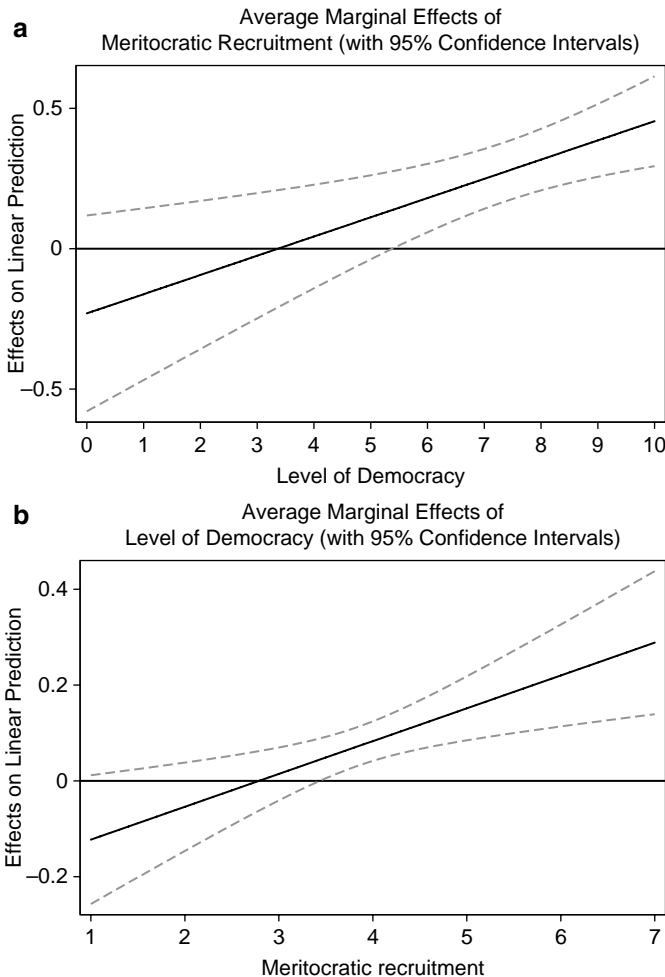 a
Average Marginal Effects of
Meritocratic Recruitment (with 95% Confidence Intervals)
Effects on Linear Prediction
0.5
0
–0.5
0 1 2 3 4 5 6 7 8 9 10
Level of Democracy
b
Average Marginal Effects of
Level of Democracy (with 95% Confidence Intervals)
Effects on Linear Prediction
0.4
0.2
0
–0.2
1 2 3 4 5 6 7
Meritocratic recruitment